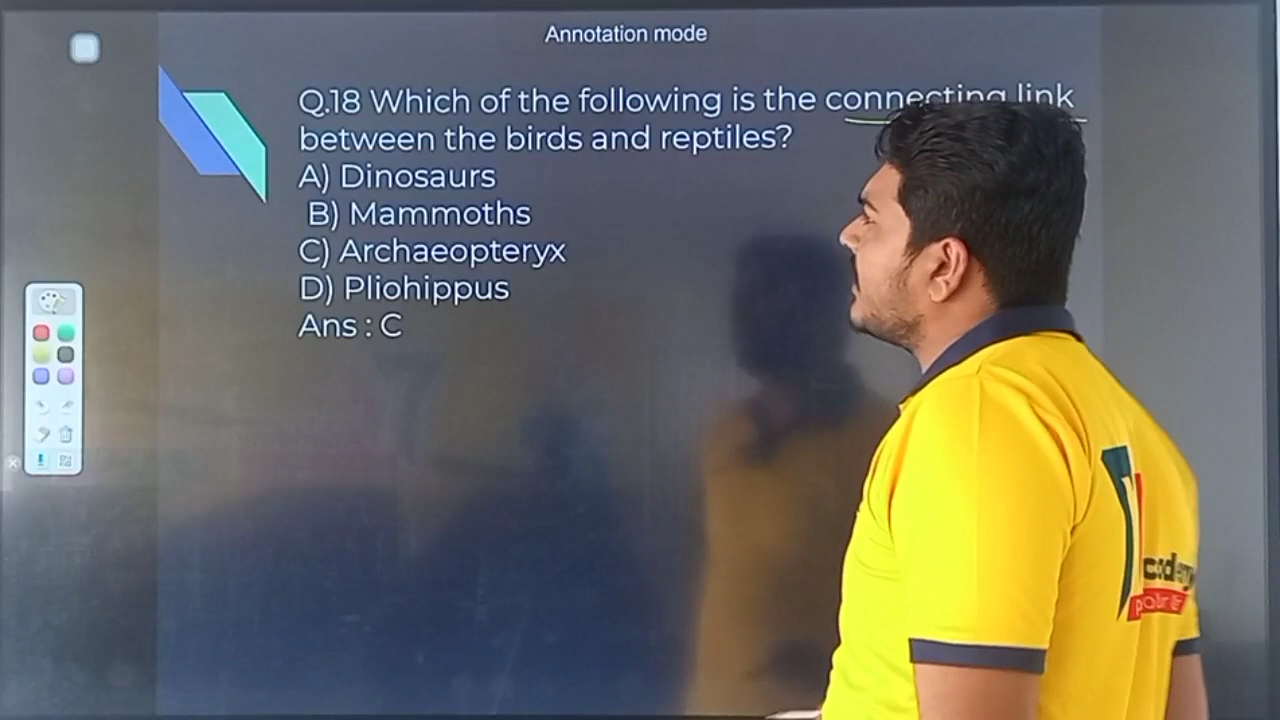 Annotation mode
Q.18 Which of the following is the connecting link
between the birds and reptiles?
A) Dinosaurs
B) Mammoths
C) Archaeopteryx
D) Pliohippus
Ans : C